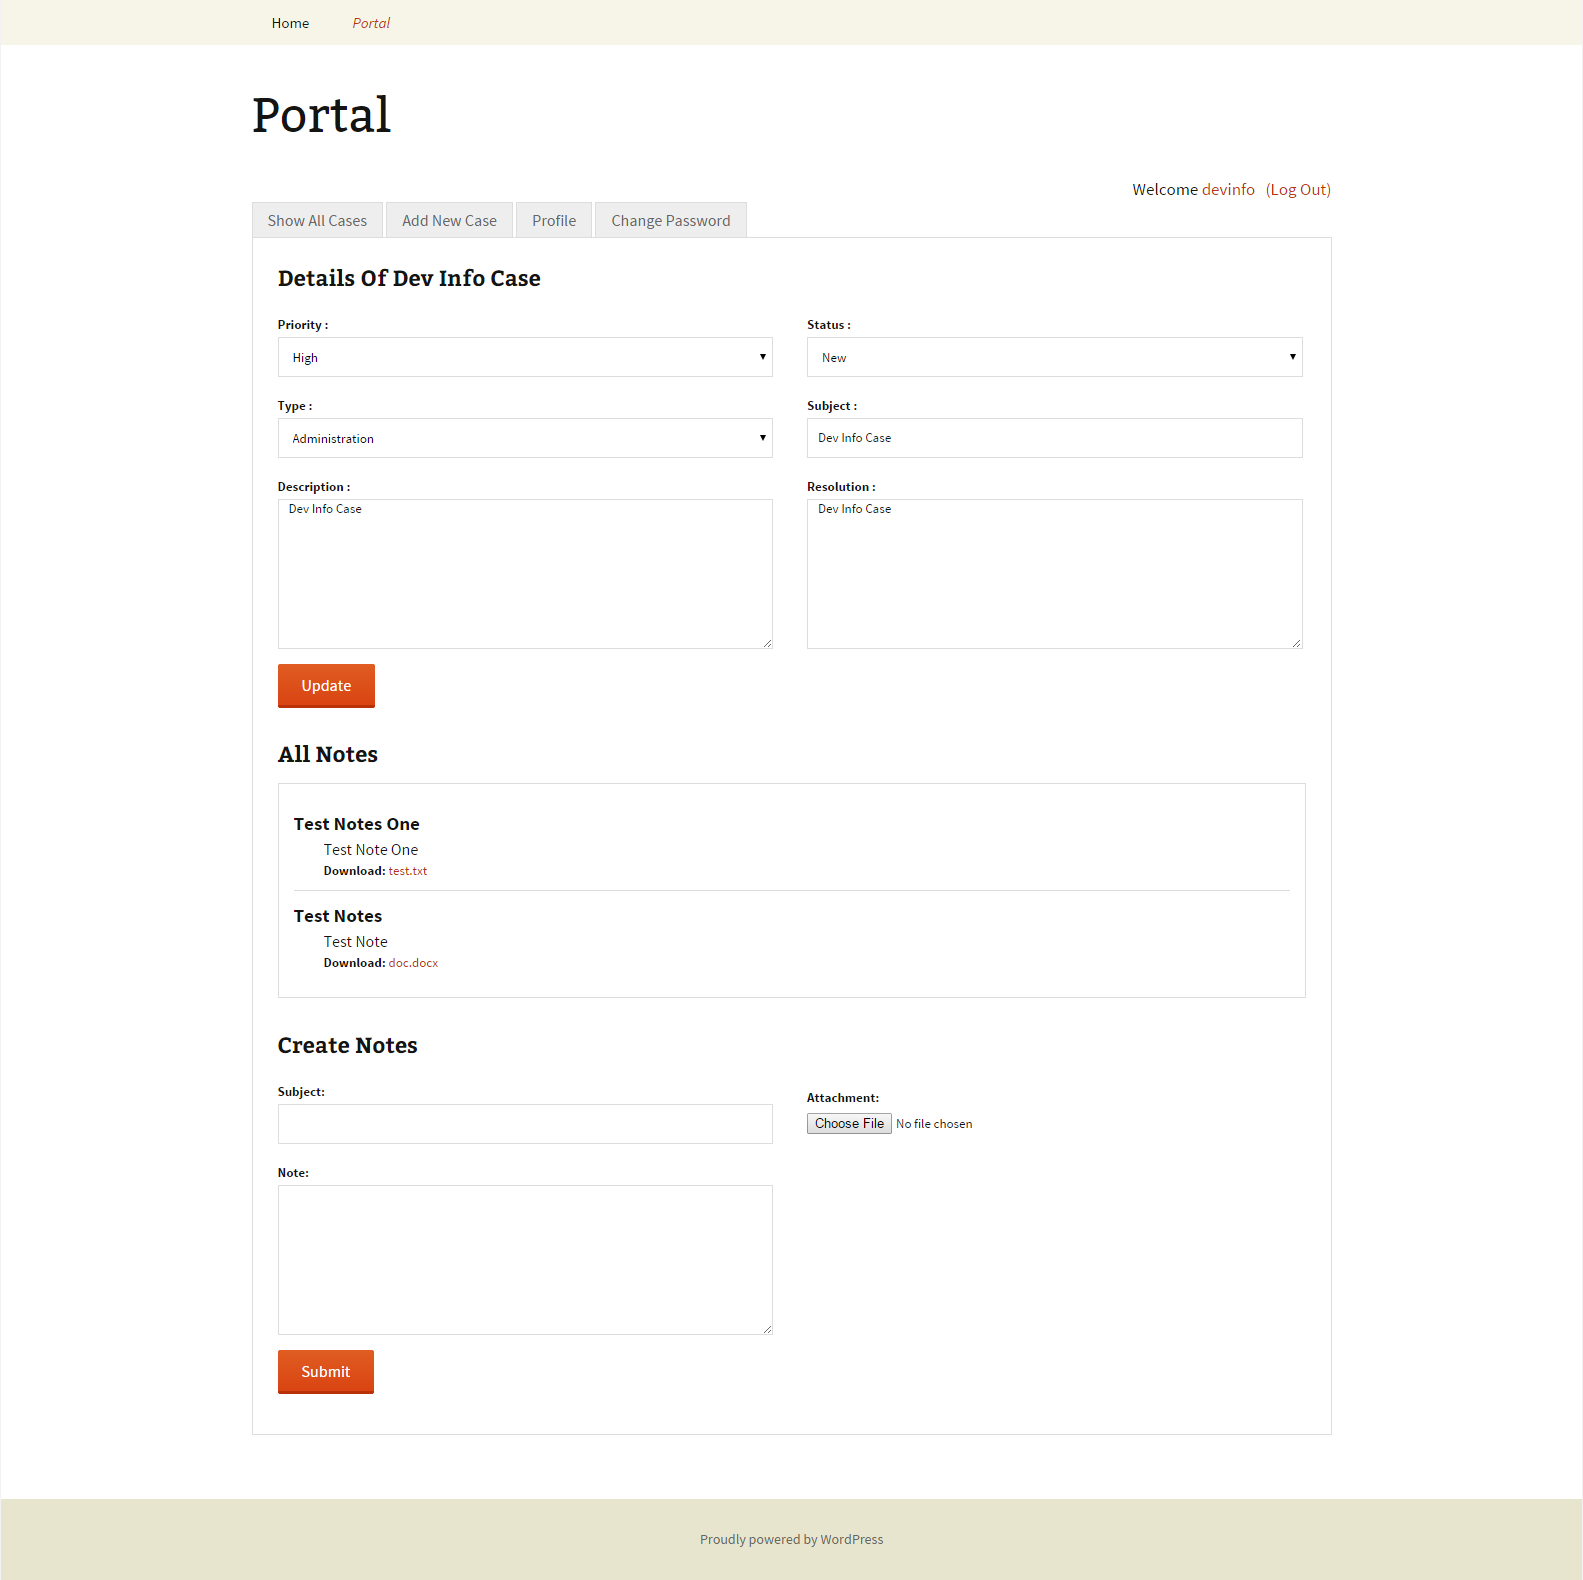 Home Portal
Portal
Welcome devinfo (Log Out)
Show All Cases Add New Case Profile Change Password
Details Of Dev Info Case
Priority : Status :
High New
Type : Subject :
Administration Dev Info Case
Description : Resolution :
Dev Info Case Dev Info Case
Update
All Notes
Test Notes One
Test Note One
Download: test.txt
Test Notes
Test Note
Download: doc.docx
Create Notes
Subject: Attachment:
Choose File No file chosen
Note:
Submit
Proudly powered by WordPress